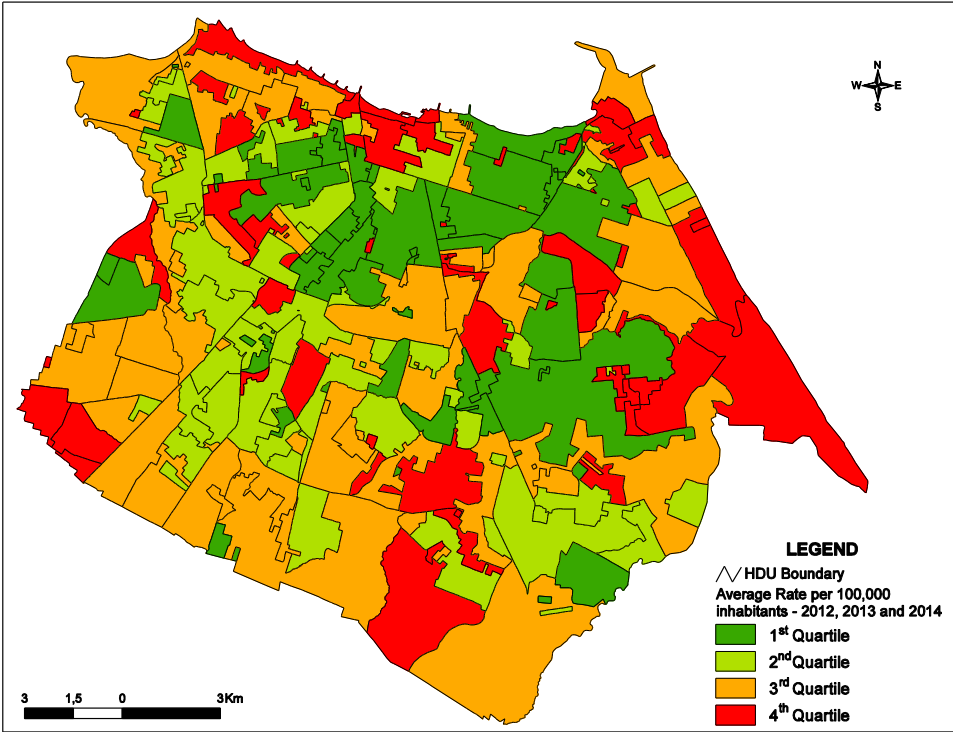 N
W E
S
LEGEND
HDU Boundary
Average Rate per 100,000
inhabitants - 2012, 2013 and 2014
1st Quartile
2nd Quartile
3rd Quartile
4th Quartile
3 1,5 0 3Km